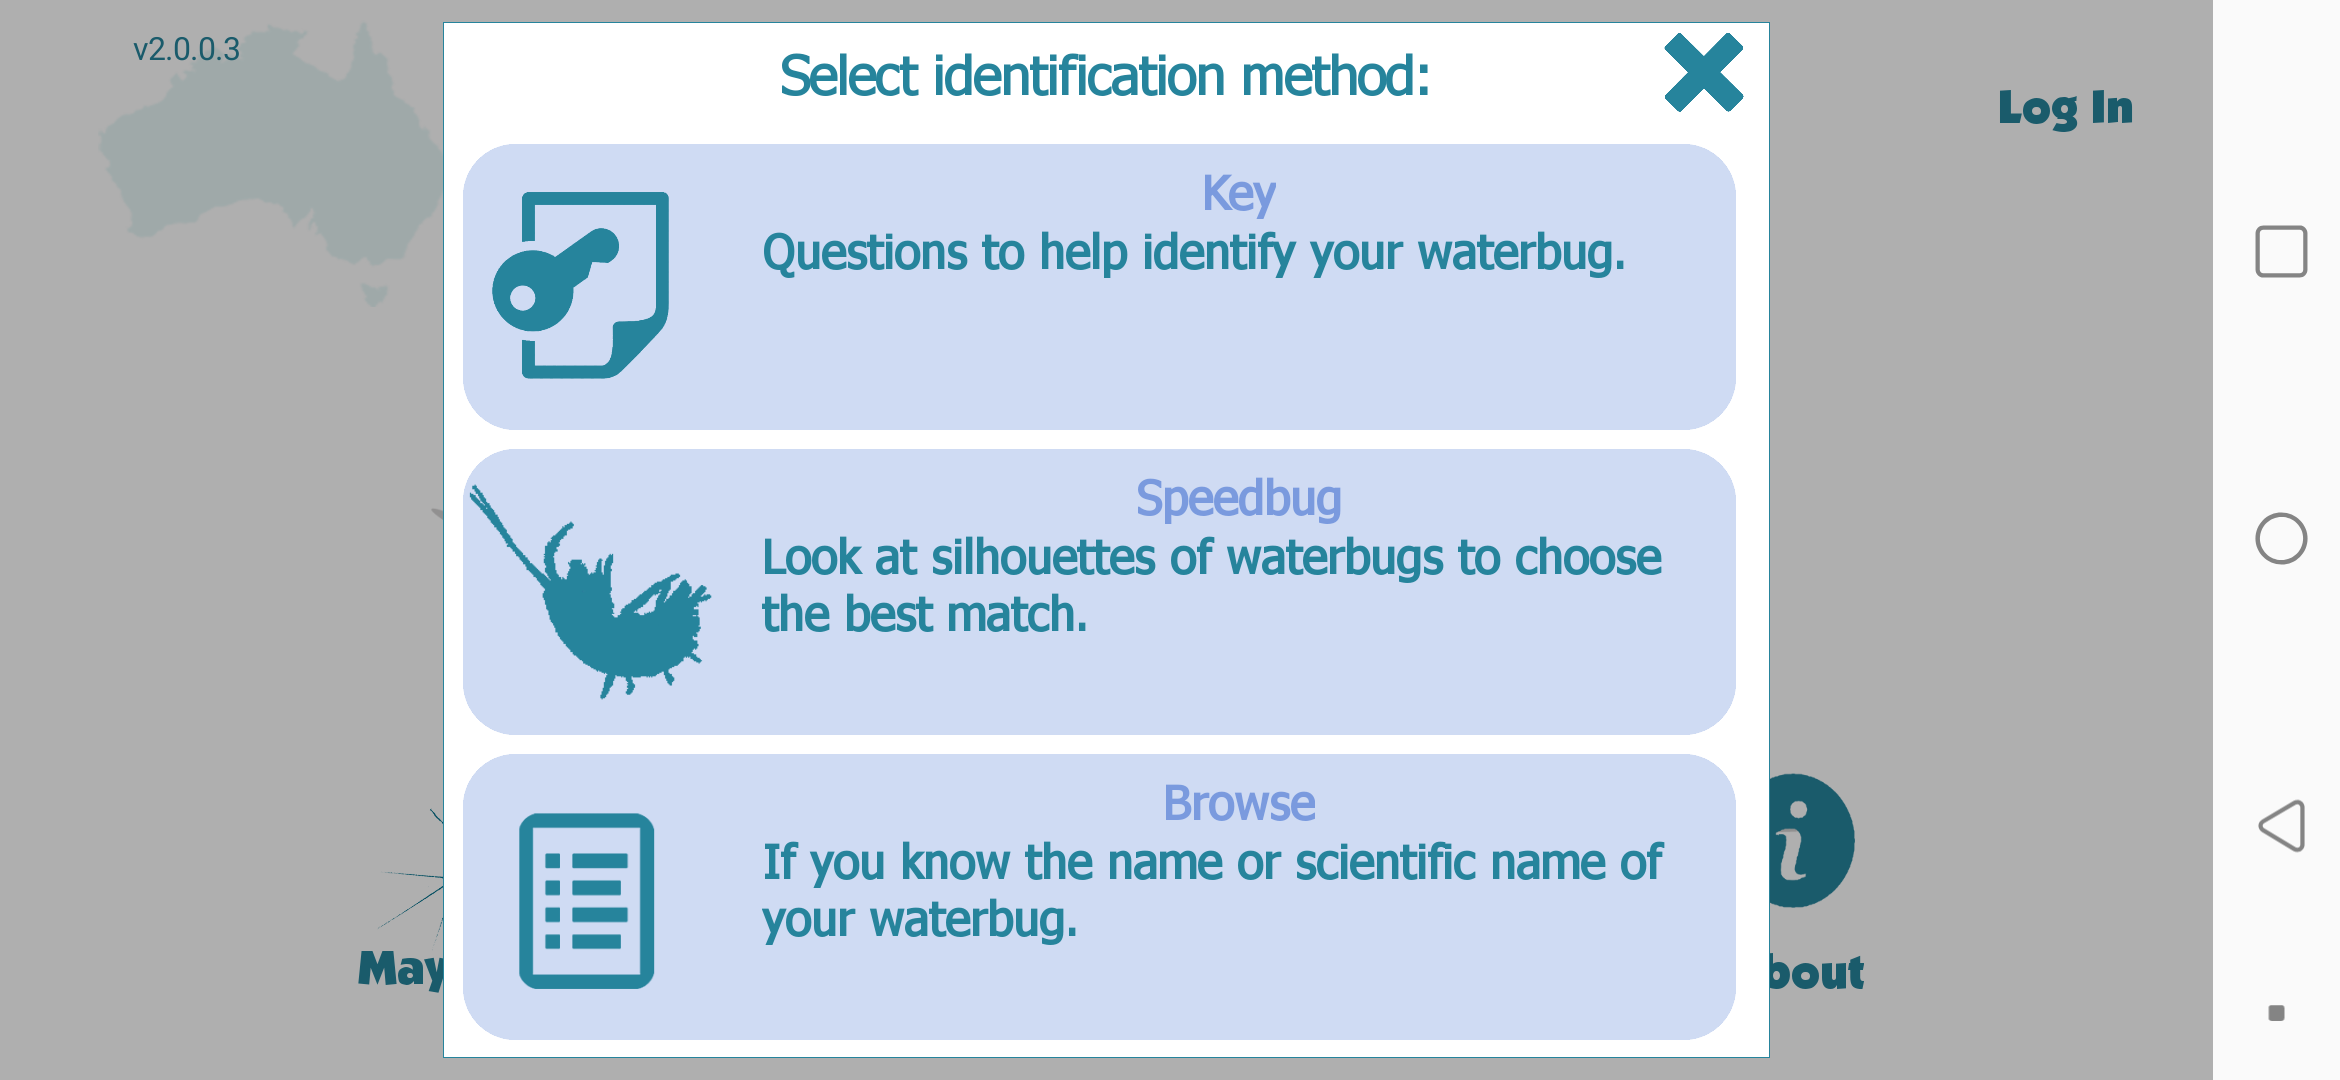 v2.0.0.3
Select identification method:
Log In
Key
Questions to help identify your waterbug.
Speedbug
Look at silhouettes of waterbugs to choose
the best match.
Browse
If you know the name or scientific name of
your waterbug.
May
bout